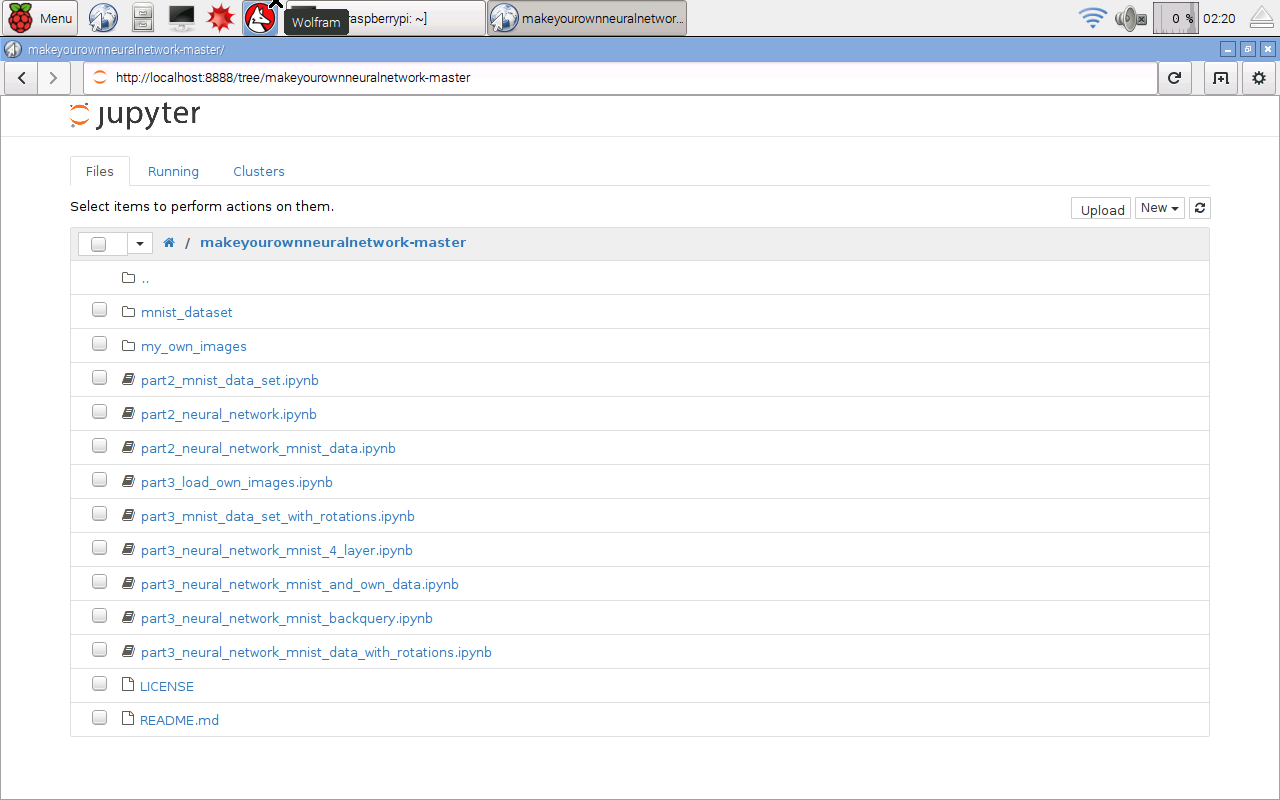 Menu
Wolfram
raspberrypi: ~]
makeyourownneuralnetwor...
0 %
02:20
makeyourownneuralnetwork-master/
http://localhost:8888/tree/makeyourownneuralnetwork-master
jupyter
Files Running Clusters
Select items to perform actions on them.
Upload New
/ makeyourownneuralnetwork-master
..
mnist_dataset
my_own_images
part2_mnist_data_set.ipynb
part2_neural_network.ipynb
part2_neural_network_mnist_data.ipynb
part3_load_own_images.ipynb
part3_mnist_data_set_with_rotations.ipynb
part3_neural_network_mnist_4_layer.ipynb
part3_neural_network_mnist_and_own_data.ipynb
part3_neural_network_mnist_backquery.ipynb
part3_neural_network_mnist_data_with_rotations.ipynb
LICENSE
README.md